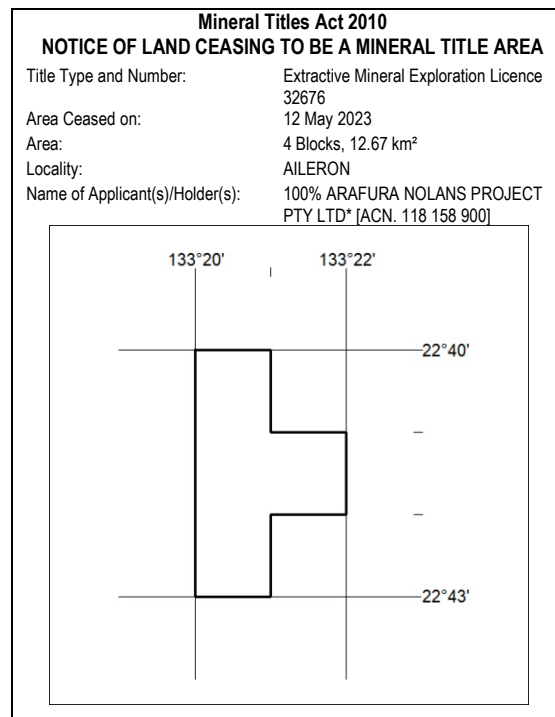 Mineral Titles Act 2010
NOTICE OF LAND CEASING TO BE A MINERAL TITLE AREA
Title Type and Number: Extractive Mineral Exploration Licence
32676
Area Ceased on: 12 May 2023
Area: 4 Blocks, 12.67 km²
Locality: AILERON
Name of Applicant(s)/Holder(s): 100% ARAFURA NOLANS PROJECT
PTY LTD* [ACN. 118 158 900]
133°20' 133°22'
22°40'
22°43'